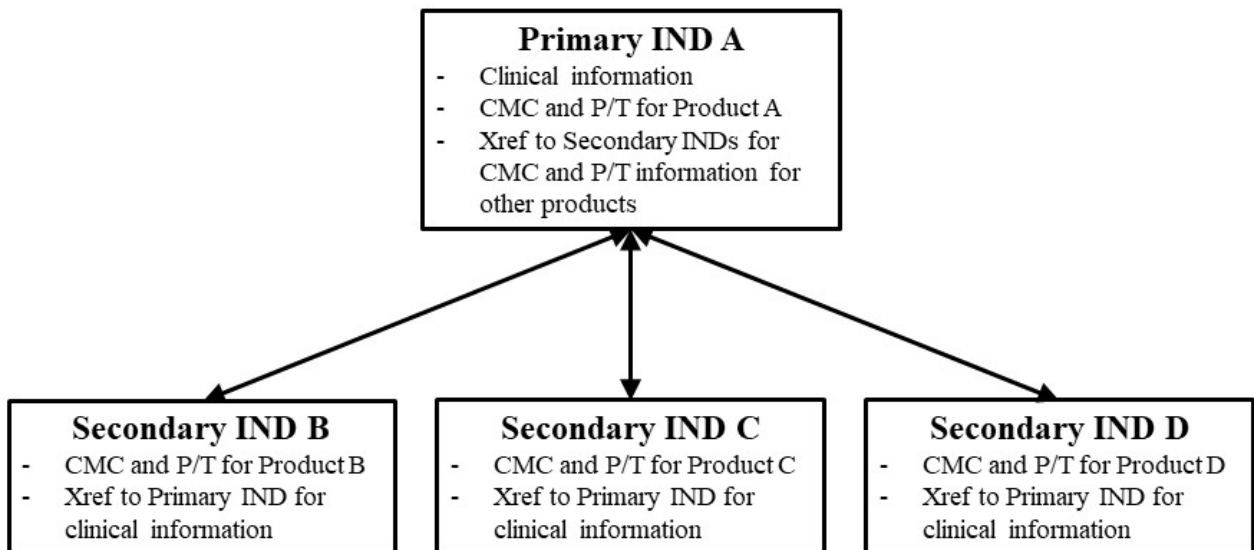 Primary IND A
- Clinical information
- CMC and P/T for Product A
- Xref to Secondary INDs for
CMC and P/T information for
other products
Secondary IND B
- CMC and P/T for Product B
- Xref to Primary IND for
clinical information
Secondary IND C
- CMC and P/T for Product C
- Xref to Primary IND for
clinical information
Secondary IND D
- CMC and P/T for Product D
- Xref to Primary IND for
clinical information